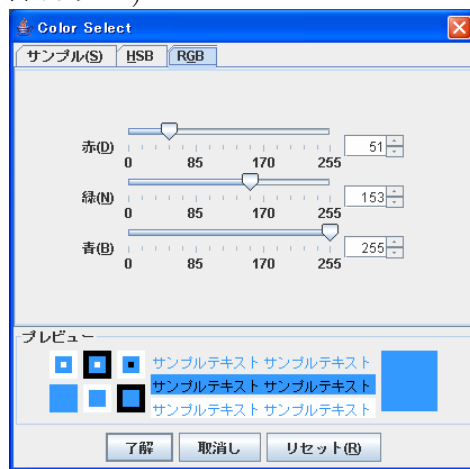 Color Select
サンプル(S) HSB RGB
赤(D) 51
0 85 170 255
緑(N) 153
0 85 170 255
青(B) 255
0 85 170 255
プレビュー
サンプルテキスト サンプルテキスト
サンプルテキスト サンプルテキスト
サンプルテキスト サンプルテキスト
了解 取消し リセット(R)